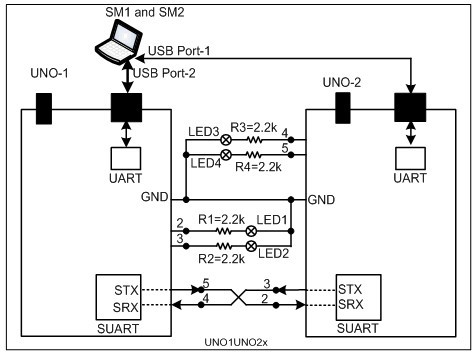 SM1 and SM2
USB Port-1
USB Port-2
UNO-1
UNO-2
LED3
R3=2.2k
4
5
LED4
R4=2.2k
UART
UART
GND
GND
2
R1=2.2k
LED1
3
R2=2.2k
LED2
STX
5
3
STX
SRX
4
2
SRX
SUART
SUART
UNO1UNO2x